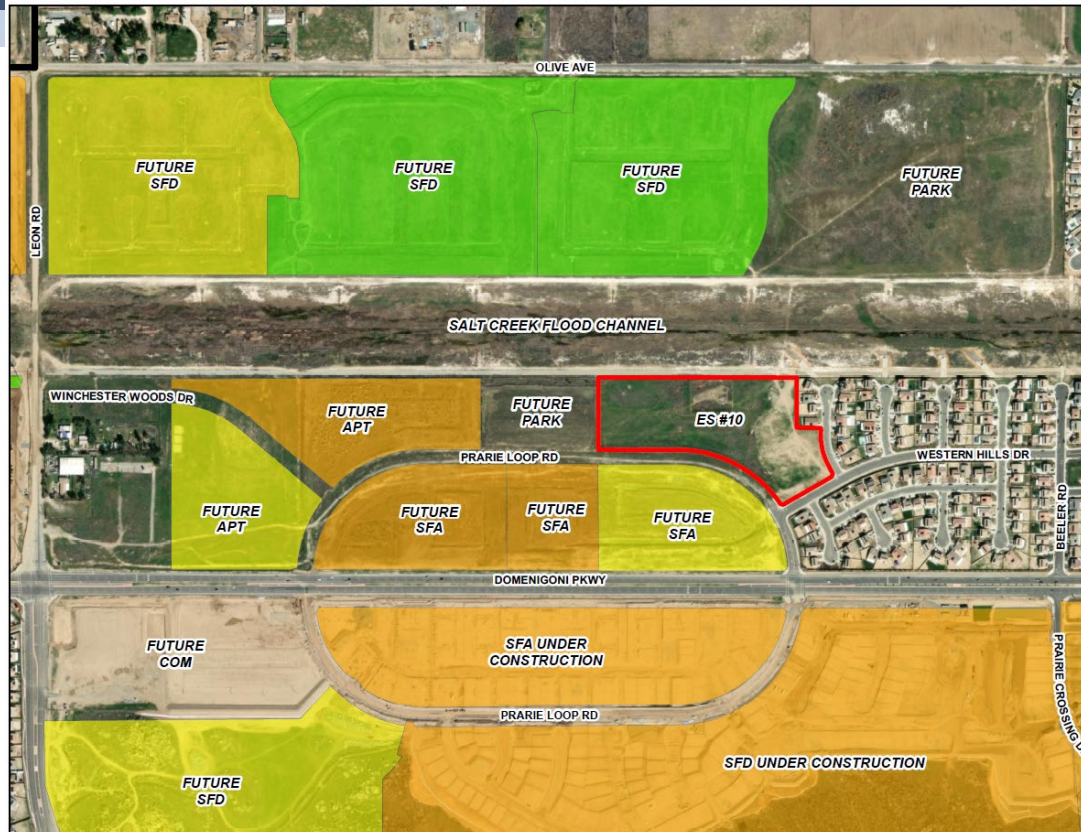 OLIVE AVE
LEON RD
FUTURE
SFD
FUTURE
SFD
FUTURE
SFD
FUTURE
PARK
SALT CREEK FLOOD CHANNEL
WINCHESTER WOODS DR
FUTURE
APT
FUTURE
PARK
ES #10
PRARIE LOOP RD
WESTERN HILLS DR
BEELER RD
FUTURE
APT
FUTURE
SFA
FUTURE
SFA
FUTURE
SFA
DOMENIGONI PKWY
FUTURE
COM
SFA UNDER
CONSTRUCTION
PRAIRIE CROSSING
PRARIE LOOP RD
FUTURE
SFD
SFD UNDER CONSTRUCTION